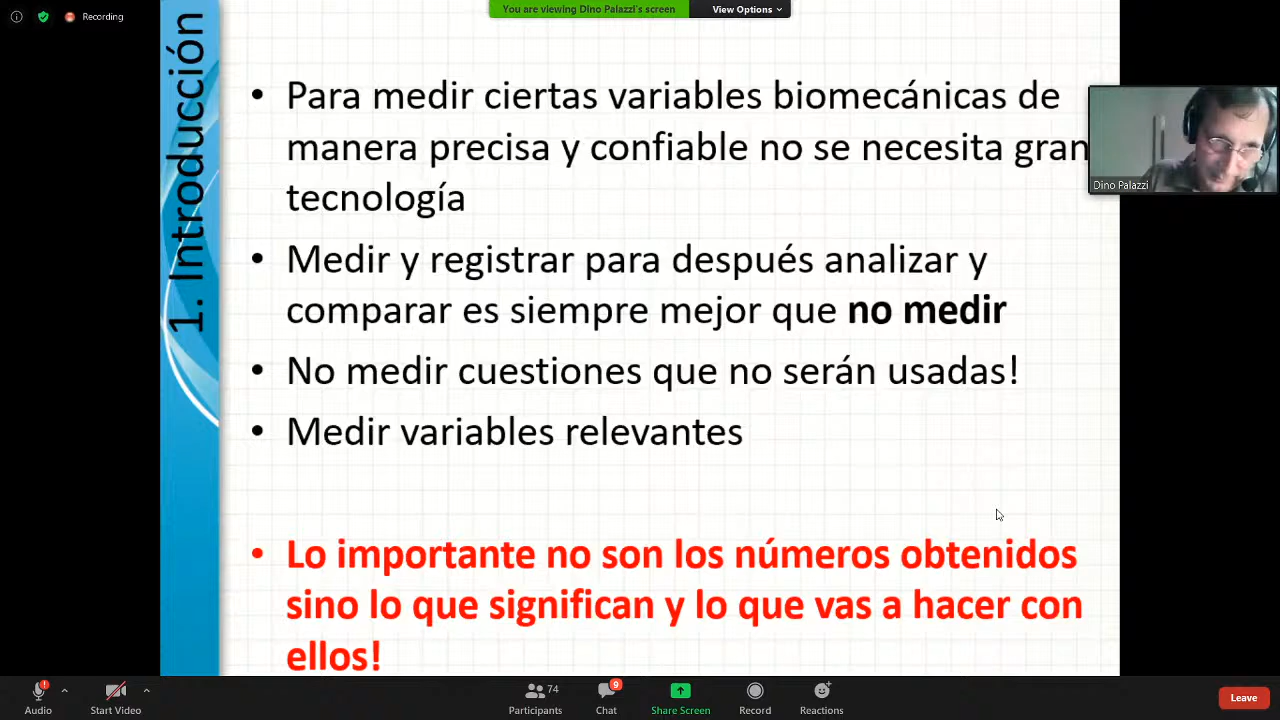 Recording
You are viewing Dino Palazzi's screen
View Options
1. Introducción
• Para medir ciertas variables biomecánicas de
manera precisa y confiable no se necesita gran
tecnología
• Medir y registrar para después analizar y
comparar es siempre mejor que no medir
• No medir cuestiones que no serán usadas!
• Medir variables relevantes
• Lo importante no son los números obtenidos
sino lo que significan y lo que vas a hacer con
ellos!
Dino Palazzi
Audio
Start Video
74
Participants
9
Chat
Share Screen
Record
Reactions
Leave